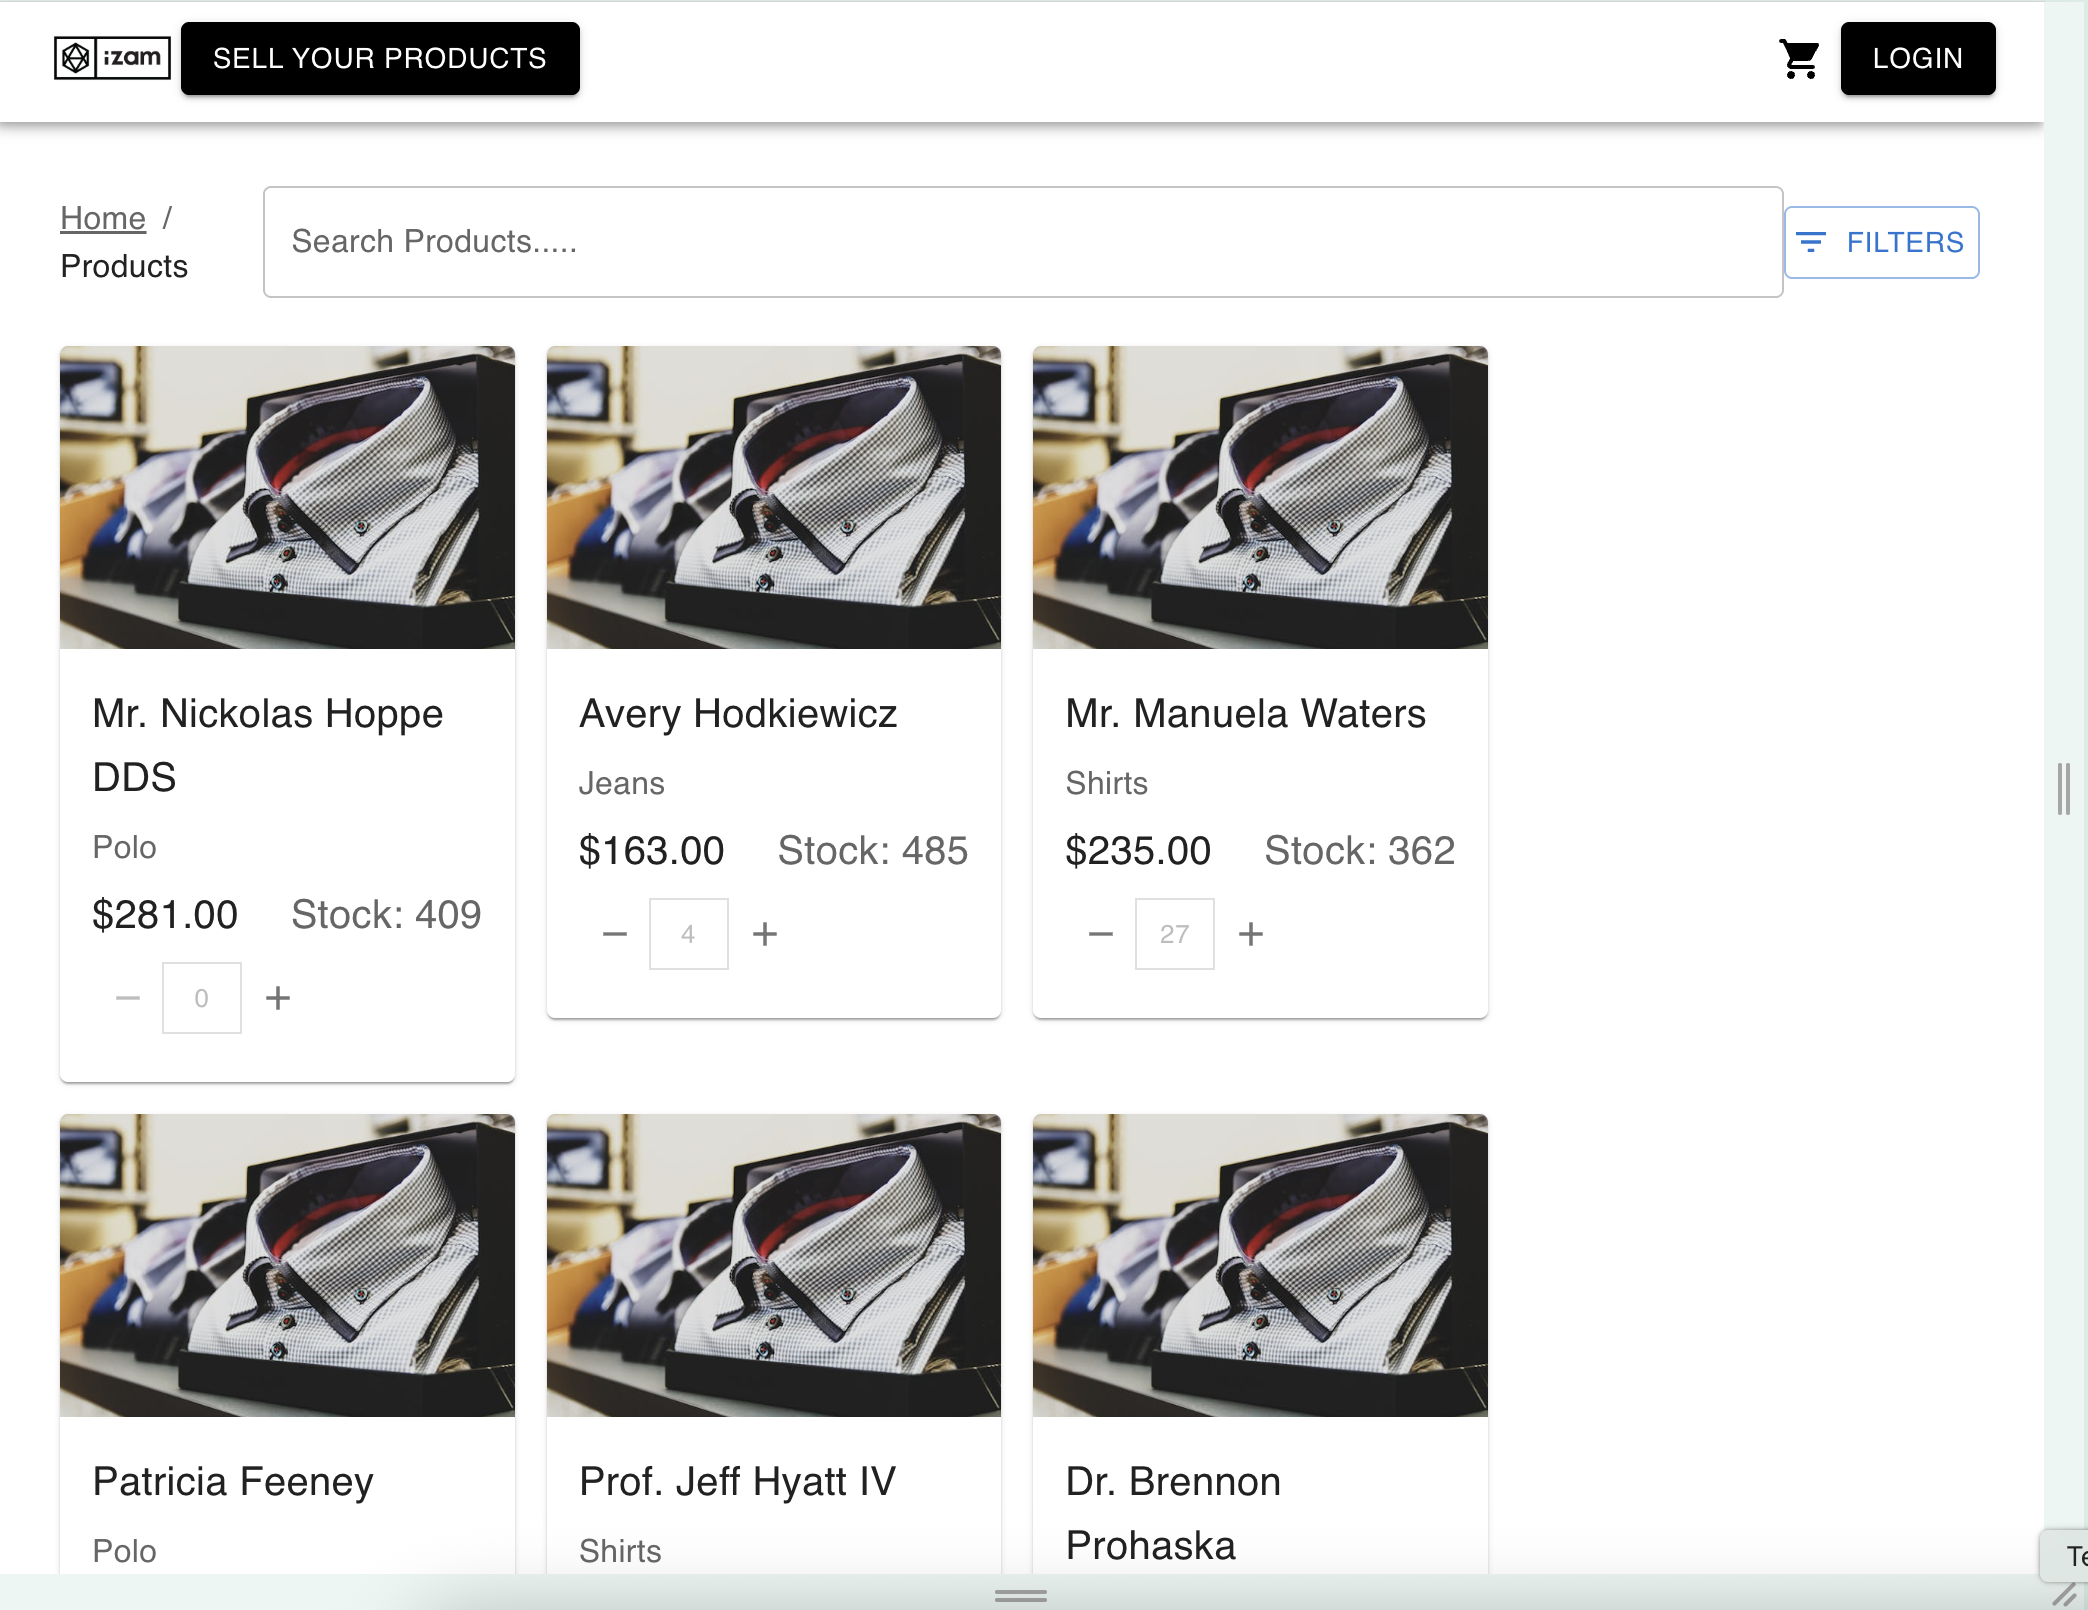 izam
SELL YOUR PRODUCTS
LOGIN
Home /
Products
Search Products.....
FILTERS
Mr. Nickolas Hoppe
DDS
Polo
$281.00 Stock: 409
0
Avery Hodkiewicz
Jeans
$163.00 Stock: 485
4
Mr. Manuela Waters
Shirts
$235.00 Stock: 362
27
Patricia Feeney
Polo
Prof. Jeff Hyatt IV
Shirts
Dr. Brennon
Prohaska